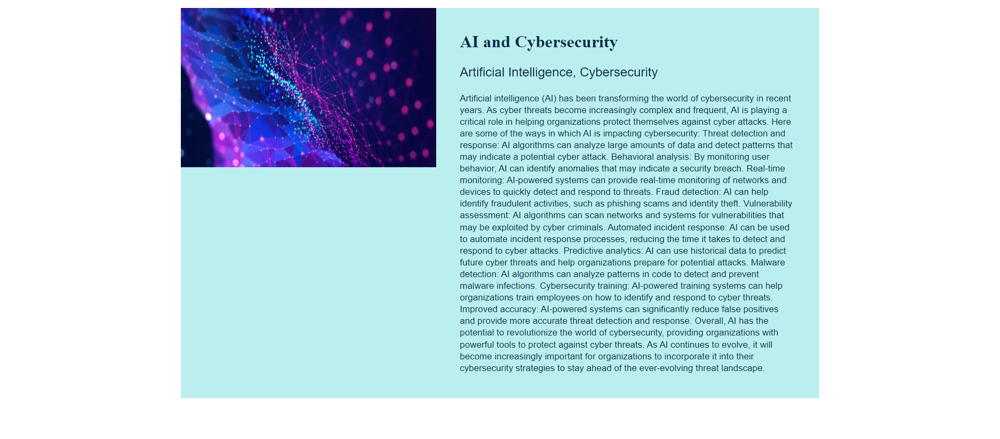 AI and Cybersecurity
Artificial Intelligence, Cybersecurity
Artificial intelligence (AI) has been transforming the world of cybersecurity in recent
years. As cyber threats become increasingly complex and frequent, AI is playing a
critical role in helping organizations protect themselves against cyber attacks. Here
are some of the ways in which AI is impacting cybersecurity: Threat detection and
response: AI algorithms can analyze large amounts of data and detect patterns that
may indicate a potential cyber attack. Behavioral analysis: By monitoring user
behavior, AI can identify anomalies that may indicate a security breach. Real-time
monitoring: AI-powered systems can provide real-time monitoring of networks and
devices to quickly detect and respond to threats. Fraud detection: AI can help
identify fraudulent activities, such as phishing scams and identity theft. Vulnerability
assessment: AI algorithms can scan networks and systems for vulnerabilities that
may be exploited by cyber criminals. Automated incident response: AI can be used
to automate incident response processes, reducing the time it takes to detect and
respond to cyber attacks. Predictive analytics: AI can use historical data to predict
future cyber threats and help organizations prepare for potential attacks. Malware
detection: AI algorithms can analyze patterns in code to detect and prevent
malware infections. Cybersecurity training: AI-powered training systems can help
organizations train employees on how to identify and respond to cyber threats.
Improved accuracy: AI-powered systems can significantly reduce false positives
and provide more accurate threat detection and response. Overall, AI has the
potential to revolutionize the world of cybersecurity, providing organizations with
powerful tools to protect against cyber threats. As AI continues to evolve, it will
become increasingly important for organizations to incorporate it into their
cybersecurity strategies to stay ahead of the ever-evolving threat landscape.